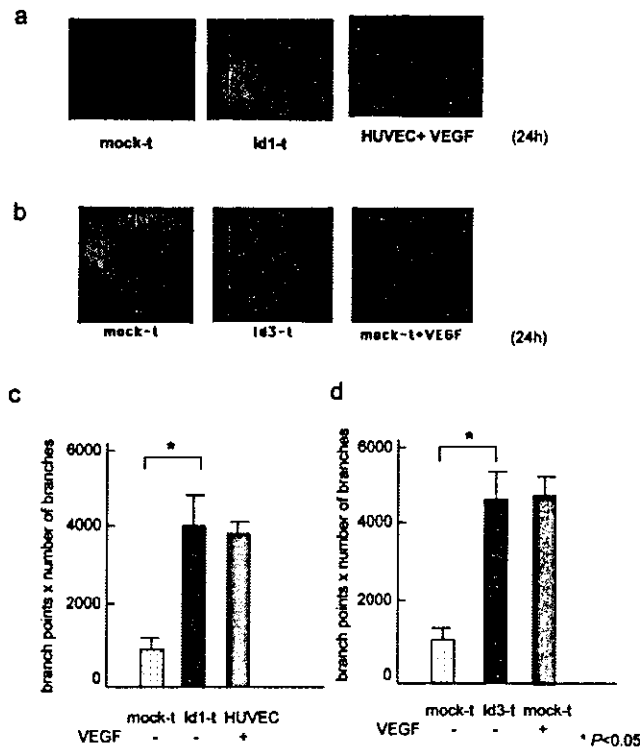 a
mock-t Id1-t HUVEC+ VEGF (24h)
b
mock-t Id3-t mock-t+VEGF (24h)
c
branch points x number of branches
6000
4000
2000
0
*
mock-t Id1-t HUVEC
VEGF - - +
d
branch points x number of branches
6000
4000
2000
0
*
mock-t Id3-t mock-t
VEGF - - +
* P<0.05